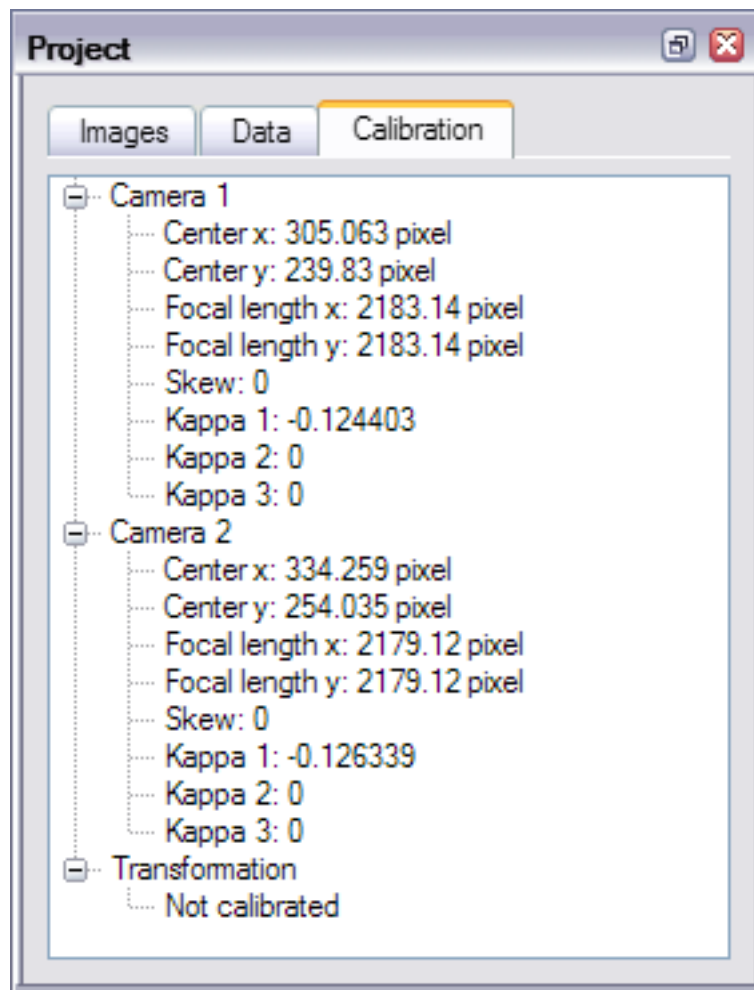 Project
Images Data Calibration
Camera 1
Center x: 305.063 pixel
Center y: 239.83 pixel
Focal length x: 2183.14 pixel
Focal length y: 2183.14 pixel
Skew: 0
Kappa 1: -0.124403
Kappa 2: 0
Kappa 3: 0
Camera 2
Center x: 334.259 pixel
Center y: 254.035 pixel
Focal length x: 2179.12 pixel
Focal length y: 2179.12 pixel
Skew: 0
Kappa 1: -0.126339
Kappa 2: 0
Kappa 3: 0
Transformation
Not calibrated